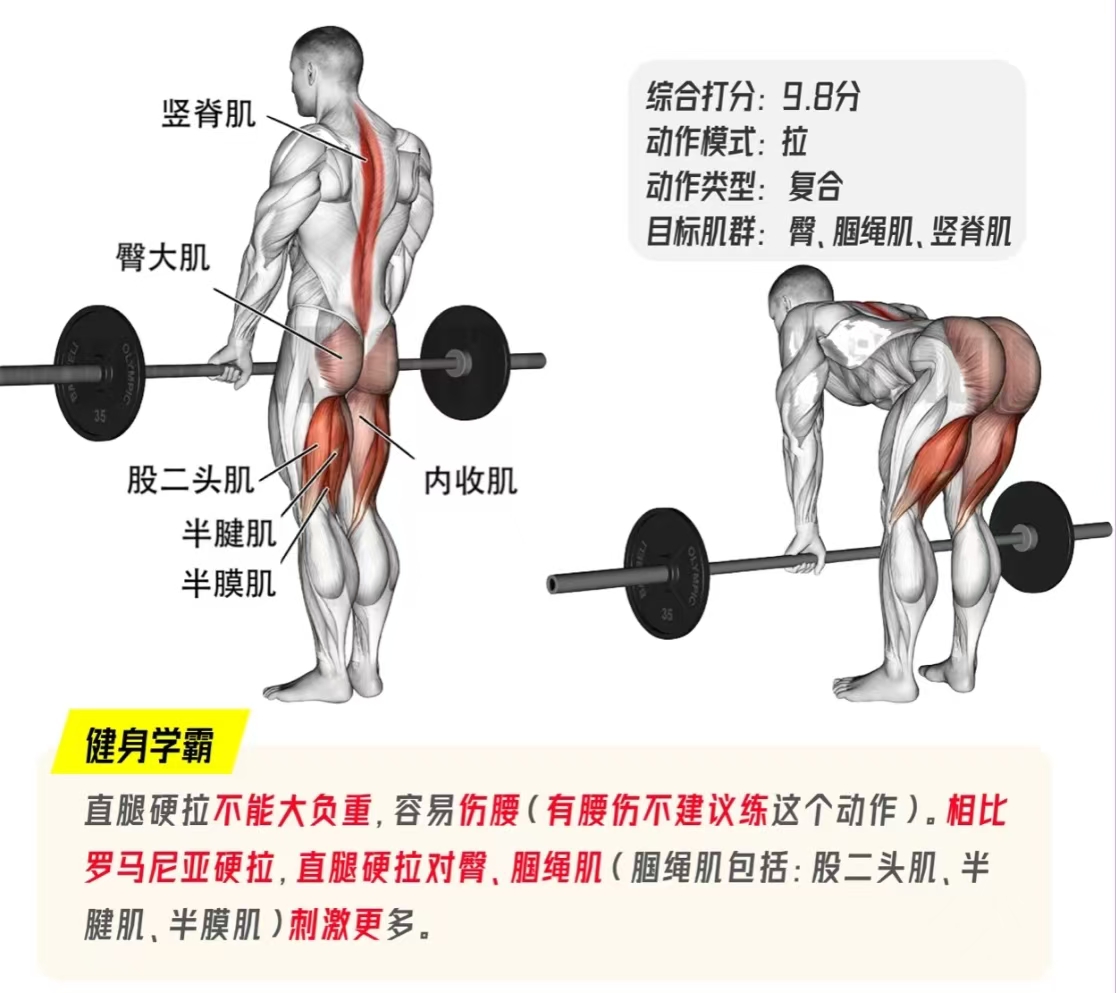 竖脊肌
臀大肌
股二头肌
半腱肌
半膜肌
内收肌
综合打分: 9.8分
动作模式: 拉
动作类型: 复合
目标肌群: 臀、腘绳肌、竖脊肌
OLYMPIC
35
OLYMPIC
35
健身学霸
直腿硬拉不能大负重,容易伤腰(有腰伤不建议练这个动作)。相比
罗马尼亚硬拉,直腿硬拉对臀、腘绳肌(腘绳肌包括:股二头肌、半
腱肌、半膜肌)刺激更多。